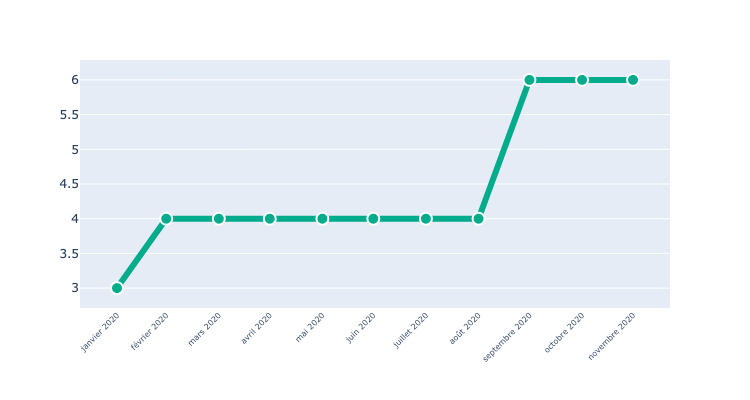 6
5.5
5
4.5
4
3.5
3
janvier 2020
février 2020
mars 2020
avril 2020
mai 2020
juin 2020
juillet 2020
août 2020
septembre 2020
octobre 2020
novembre 2020